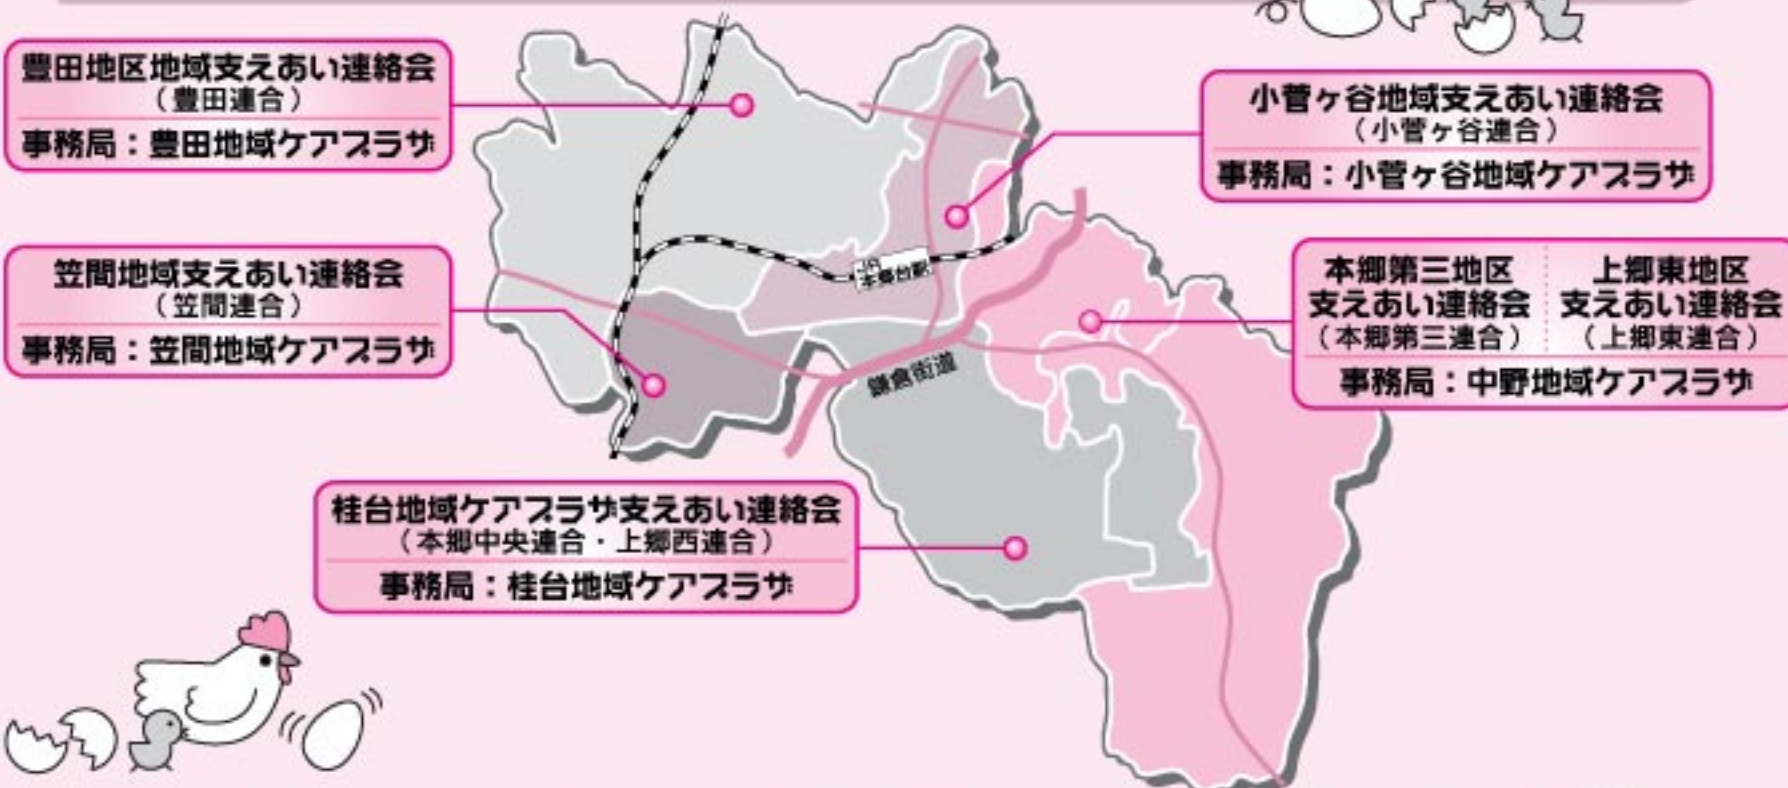 豊田地区地域支えあい連絡会
（豊田連合）
事務局：豊田地域ケアプラザ
小菅ヶ谷地域支えあい連絡会
（小菅ヶ谷連合）
事務局：小菅ヶ谷地域ケアプラザ
笠間地域支えあい連絡会
（笠間連合）
事務局：笠間地域ケアプラザ
本郷第三地区
支えあい連絡会
（本郷第三連合）
上郷東地区
支えあい連絡会
（上郷東連合）
事務局：中野地域ケアプラザ
JR
本郷台駅
鎌倉街道
桂台地域ケアプラザ支えあい連絡会
（本郷中央連合・上郷西連合）
事務局：桂台地域ケアプラザ